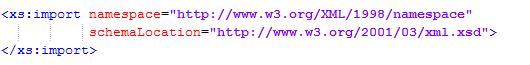 <xs:import namespace="http://www.w3.org/XML/1998/namespace"
schemaLocation="http://www.w3.org/2001/03/xml.xsd">
</xs:import>